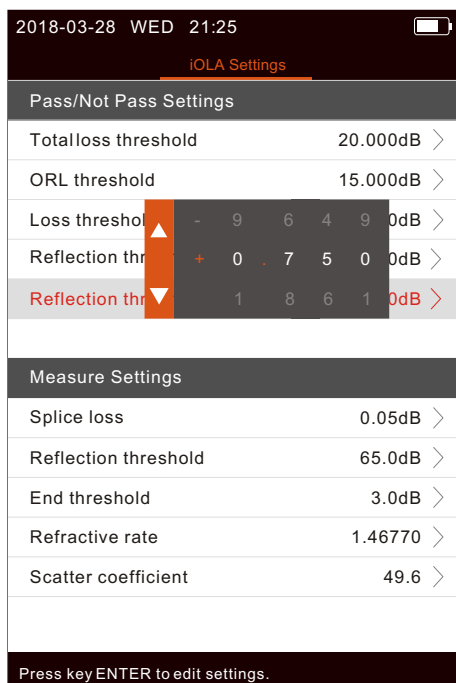 2018-03-28 WED 21:25
iOLA Settings
Pass/Not Pass Settings
Total loss threshold 20.000dB
ORL threshold 15.000dB
- 9 6 4 9
Loss threshol 0dB
Reflection thr 0dB
+ 0 . 7 5 0
Reflection thr 0dB
1 8 6 1
Measure Settings
Splice loss 0.05dB
Reflection threshold 65.0dB
End threshold 3.0dB
Refractive rate 1.46770
Scatter coefficient 49.6
Press key ENTER to edit settings.